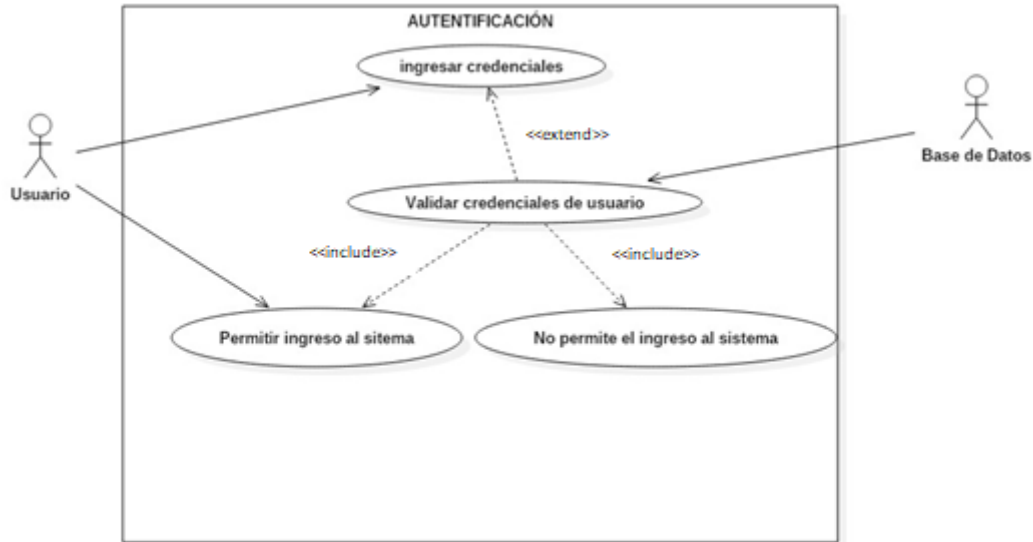 AUTENTIFICACIÓN
ingresar credenciales
<<extend>>
Usuario
Base de Datos
Validar credenciales de usuario
<<include>>
<<include>>
Permitir ingreso al sitema
No permite el ingreso al sistema